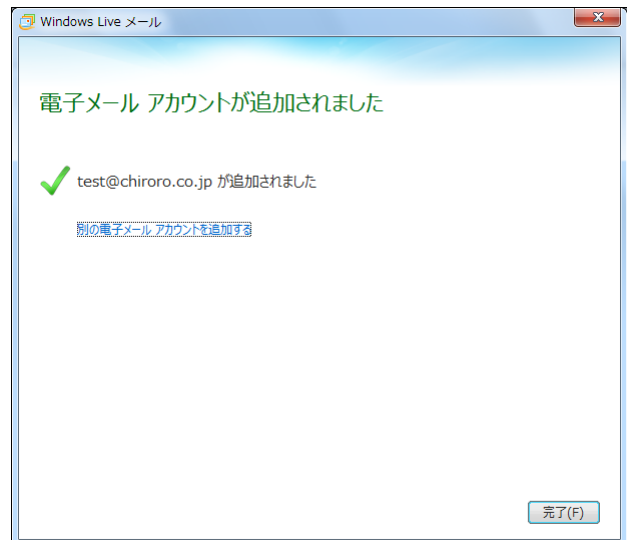 Windows Live メール
電子メール アカウントが追加されました
test@chiroro.co.jp が追加されました
別の電子メール アカウントを追加する
完了(F)